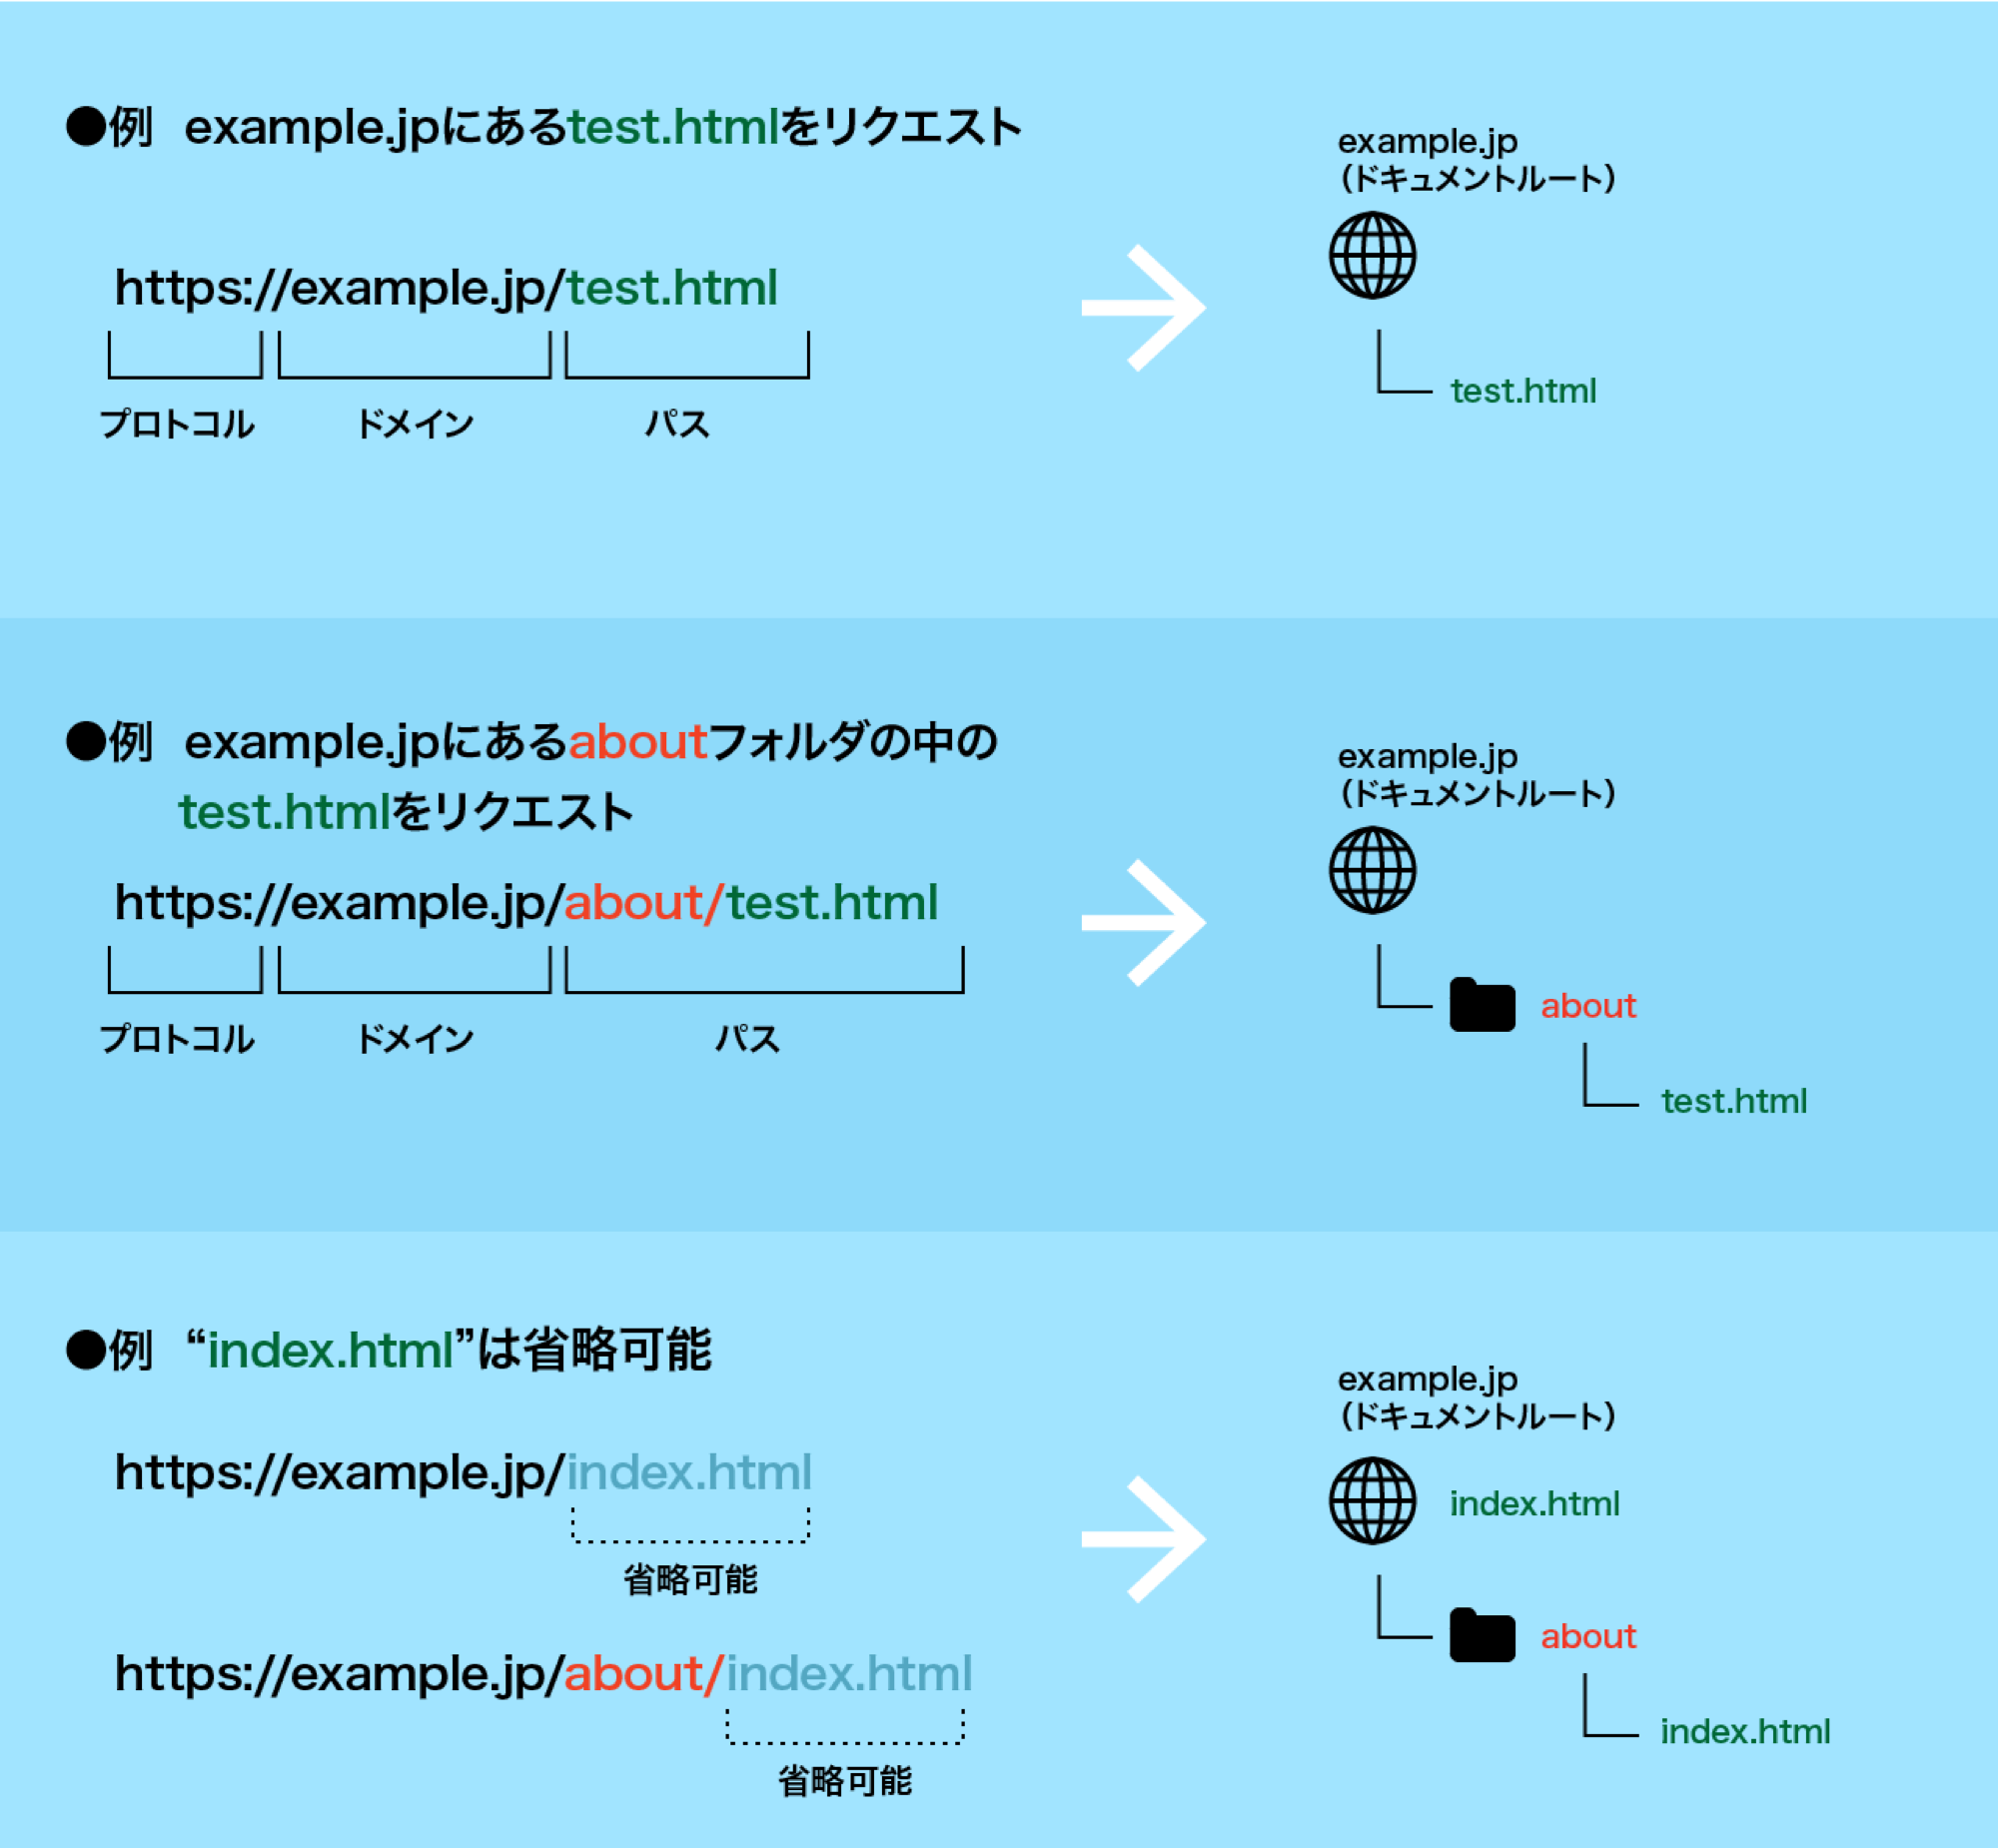 ●例 example.jpにあるtest.htmlをリクエスト
https://example.jp/test.html
プロトコル ドメイン パス
example.jp
（ドキュメントルート）
test.html
●例 example.jpにあるaboutフォルダの中の
test.htmlをリクエスト
https://example.jp/about/test.html
プロトコル ドメイン パス
example.jp
（ドキュメントルート）
about
test.html
●例 “index.html”は省略可能
https://example.jp/index.html
省略可能
https://example.jp/about/index.html
省略可能
example.jp
（ドキュメントルート）
index.html
about
index.html